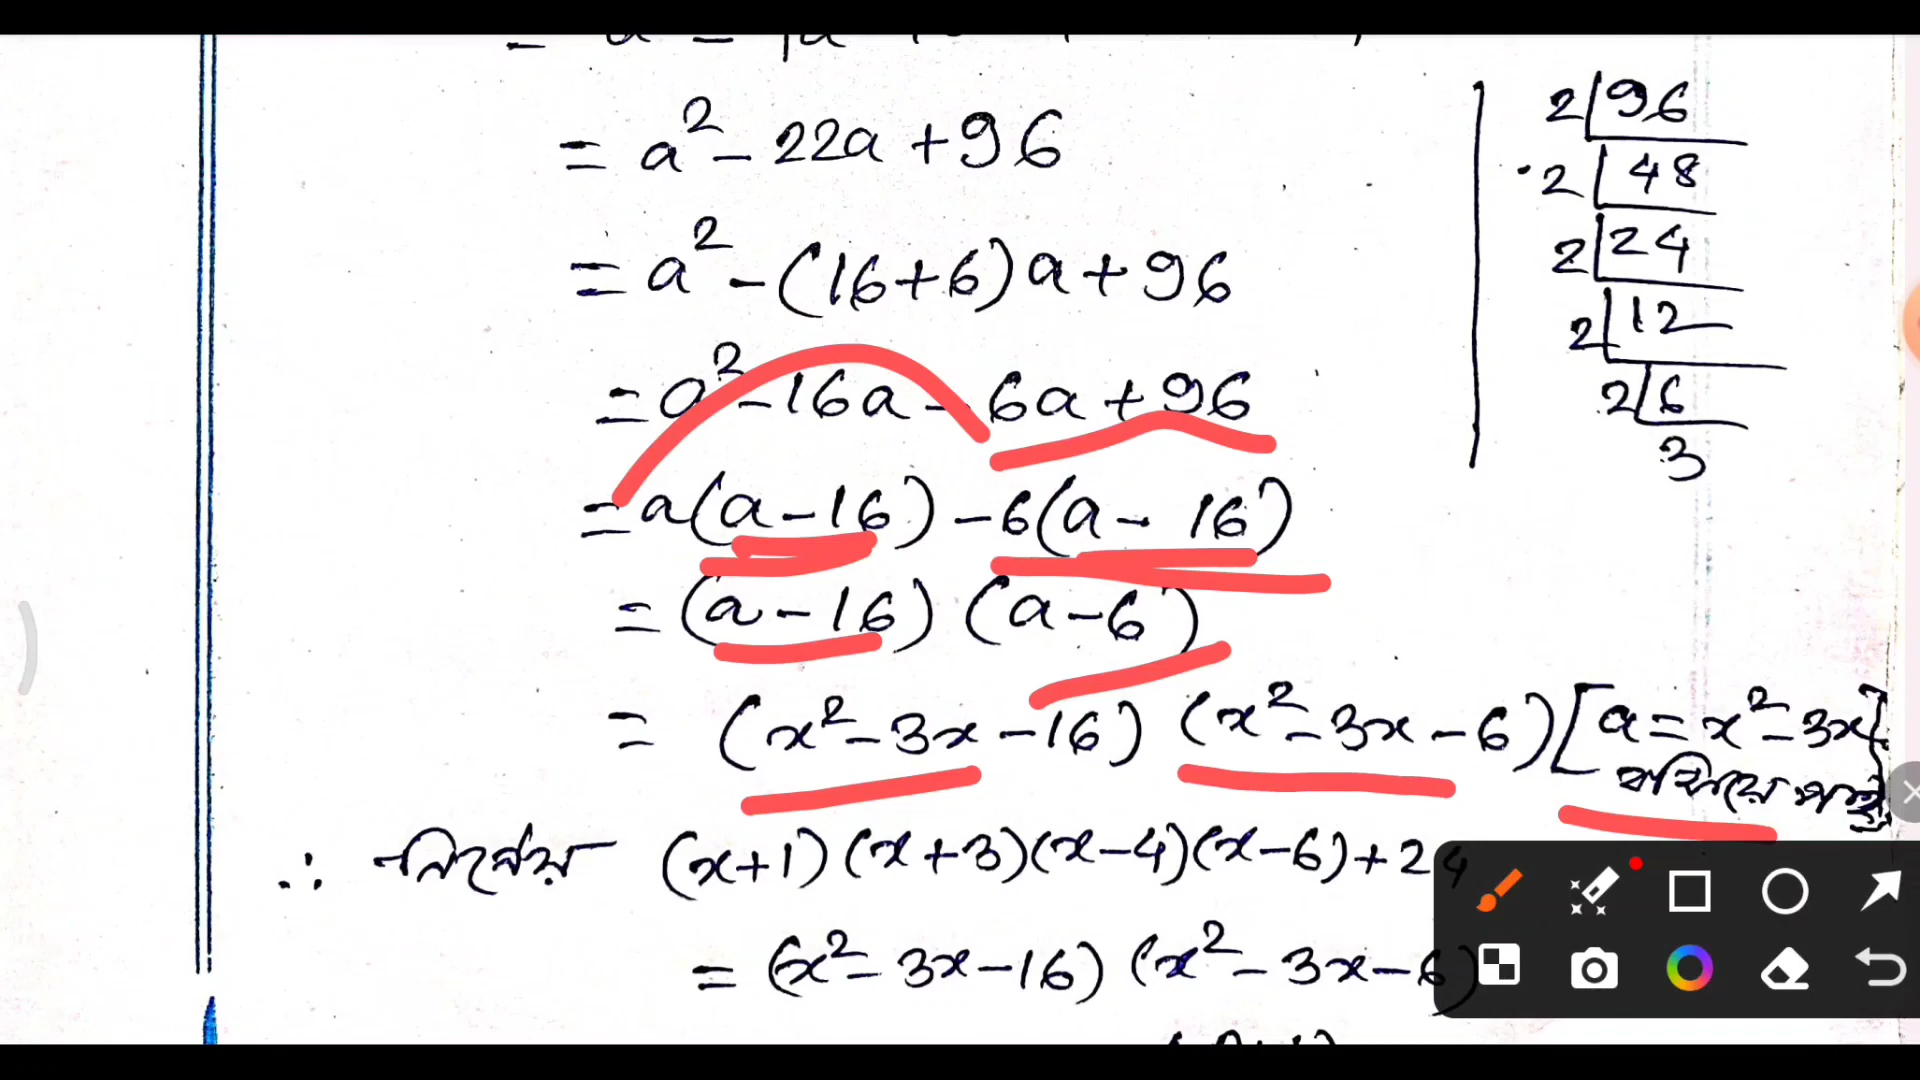 = a² - 22a + 96
= a² - (16+6)a + 96
= a² - 16a - 6a + 96
= a(a - 16) - 6(a - 16)
= (a - 16) (a - 6)
= (x² - 3x - 16) (x² - 3x - 6) [a = x² - 3x
বসিয়ে পাই]
∴ নির্ণেয় (x+1) (x+3) (x-4) (x-6) + 24
= (x² - 3x - 16) (x² - 3x - 6)
2|96
2|48
2|24
2|12
2|6
3